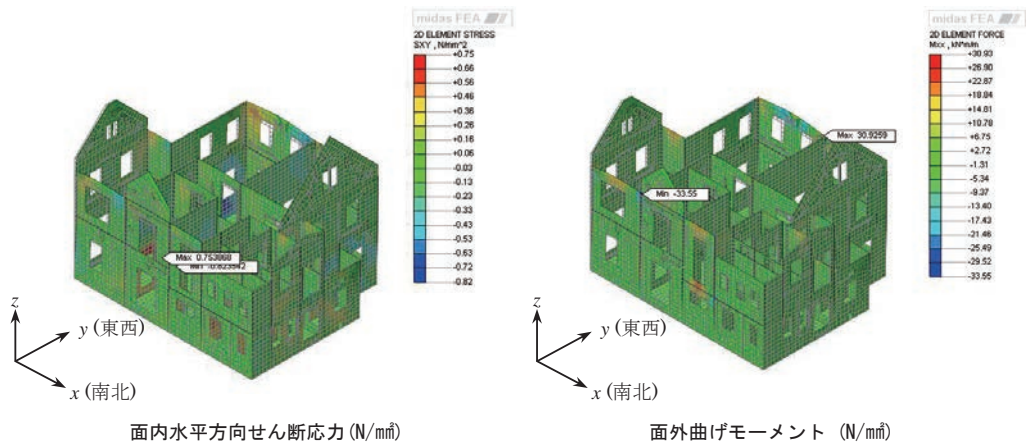 midas FEA
2D ELEMENT STRESS
SXY , N/mm^2
+0.75
+0.66
+0.56
+0.46
+0.36
+0.26
+0.16
+0.06
-0.03
-0.13
-0.23
-0.33
-0.43
-0.53
-0.63
-0.72
-0.82
Max 0.753868
Min -0.823542
z
y (東西)
x (南北)
面内水平方向せん断応力(N/m㎡)
midas FEA
2D ELEMENT FORCE
Mxx , kN*m/m
+30.93
+26.90
+22.87
+18.84
+14.81
+10.78
+6.75
+2.72
-1.31
-5.34
-9.37
-13.40
-17.43
-21.46
-25.49
-29.52
-33.55
Max 30.9259
Min -33.55
z
y (東西)
x (南北)
面外曲げモーメント (N/m㎡)